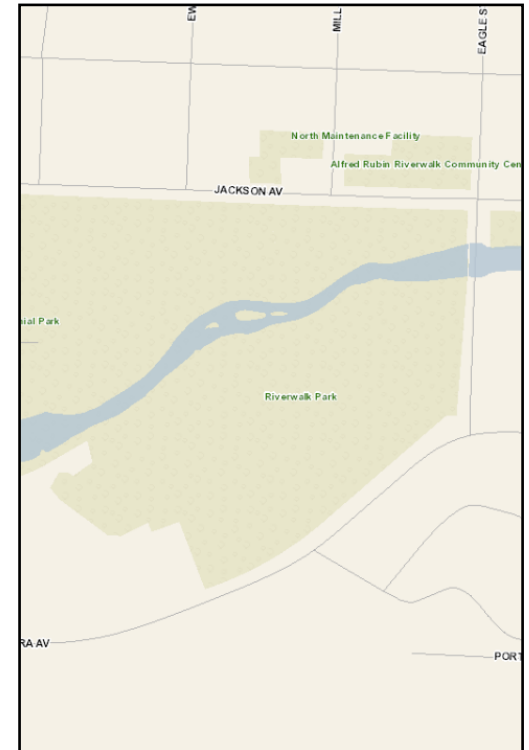 EW
MILL
EAGLE S
North Maintenance Facility
Alfred Rubin Riverwalk Community Cen
JACKSON AV
nial Park
Riverwalk Park
RA AV
PORT